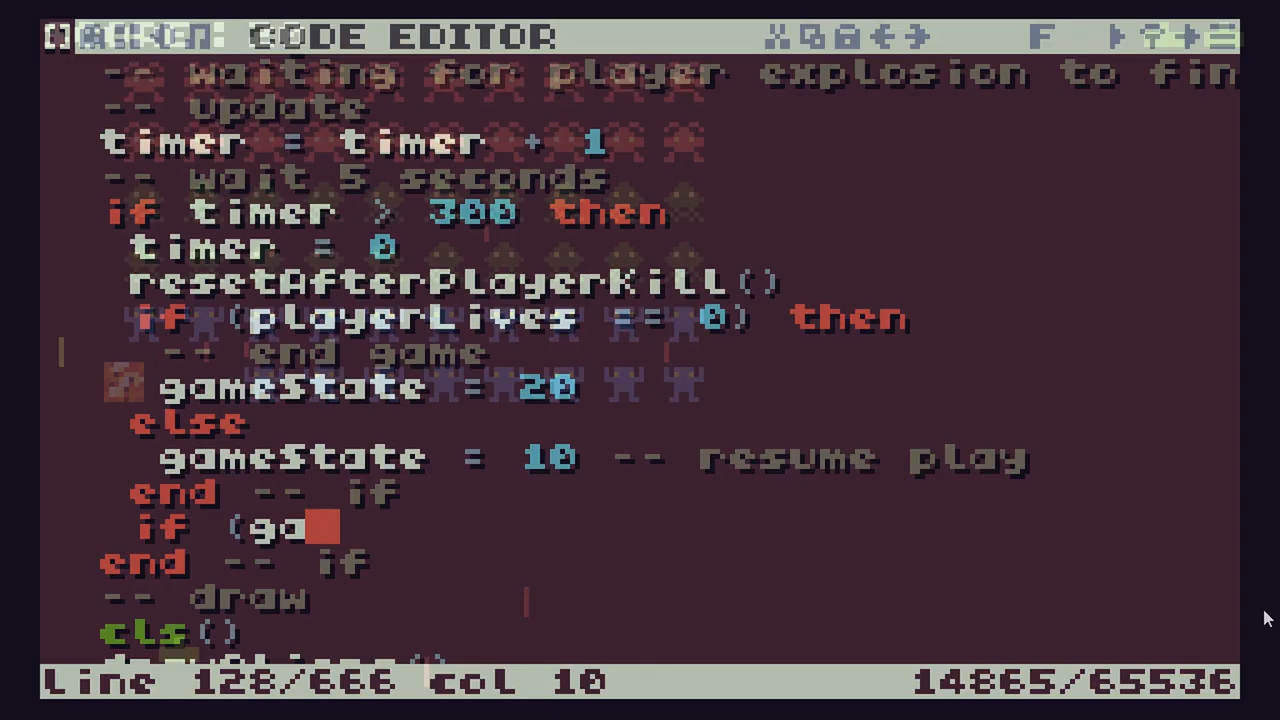 CODE EDITOR F
-- waiting for player explosion to fin
-- update
timer = timer + 1
-- wait 5 seconds
if timer > 300 then
timer = 0
resetAfterPlayerKill()
if (playerLives == 0) then
-- end game
gameState = 20
else
gameState = 10 -- resume play
end -- if
if (ga
end -- if
-- draw
cls()
line 128/666 col 10 14865/65536